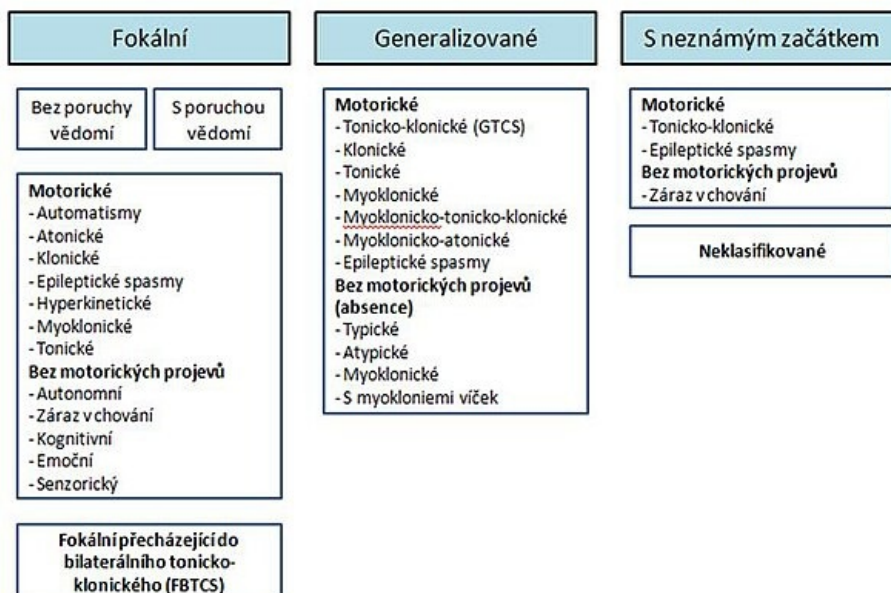 Fokální
Bez poruchy
vědomí
S poruchou
vědomí
Motorické
-Automatismy
-Atonické
-Klonické
-Epileptické spasmy
-Hyperkinetické
-Myoklonické
-Tonické
Bez motorických projevů
-Autonomní
-Záraz v chování
-Kognitivní
-Emoční
-Senzorický
Fokální přecházející do
bilaterálního tonicko-
klonického (FBTCS)
Generalizované
Motorické
-Tonicko-klonické (GTCS)
-Klonické
-Tonické
-Myoklonické
-Myoklonicko-tonicko-klonické
-Myoklonicko-atonické
-Epileptické spasmy
Bez motorických projevů
(absence)
-Typické
-Atypické
-Myoklonické
-S myokloniemi víček
S neznámým začátkem
Motorické
-Tonicko-klonické
-Epileptické spasmy
Bez motorických projevů
-Záraz v chování
Neklasifikované